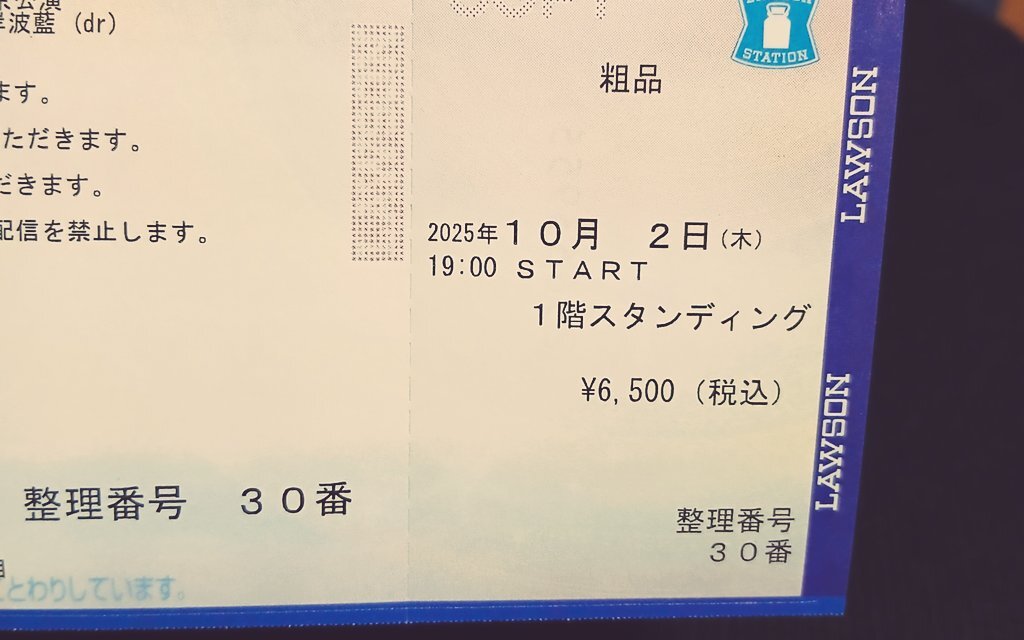 公演
岸波藍（dr）
ます。
ただきます。
だきます。
配信を禁止します。
整理番号　３０番
とわりしています。
STATION
粗品
2025年１０月　２日（木）
19:00 ＳＴＡＲＴ
１階スタンディング
¥6,500（税込）
整理番号
３０番
LAWSON
LAWSON